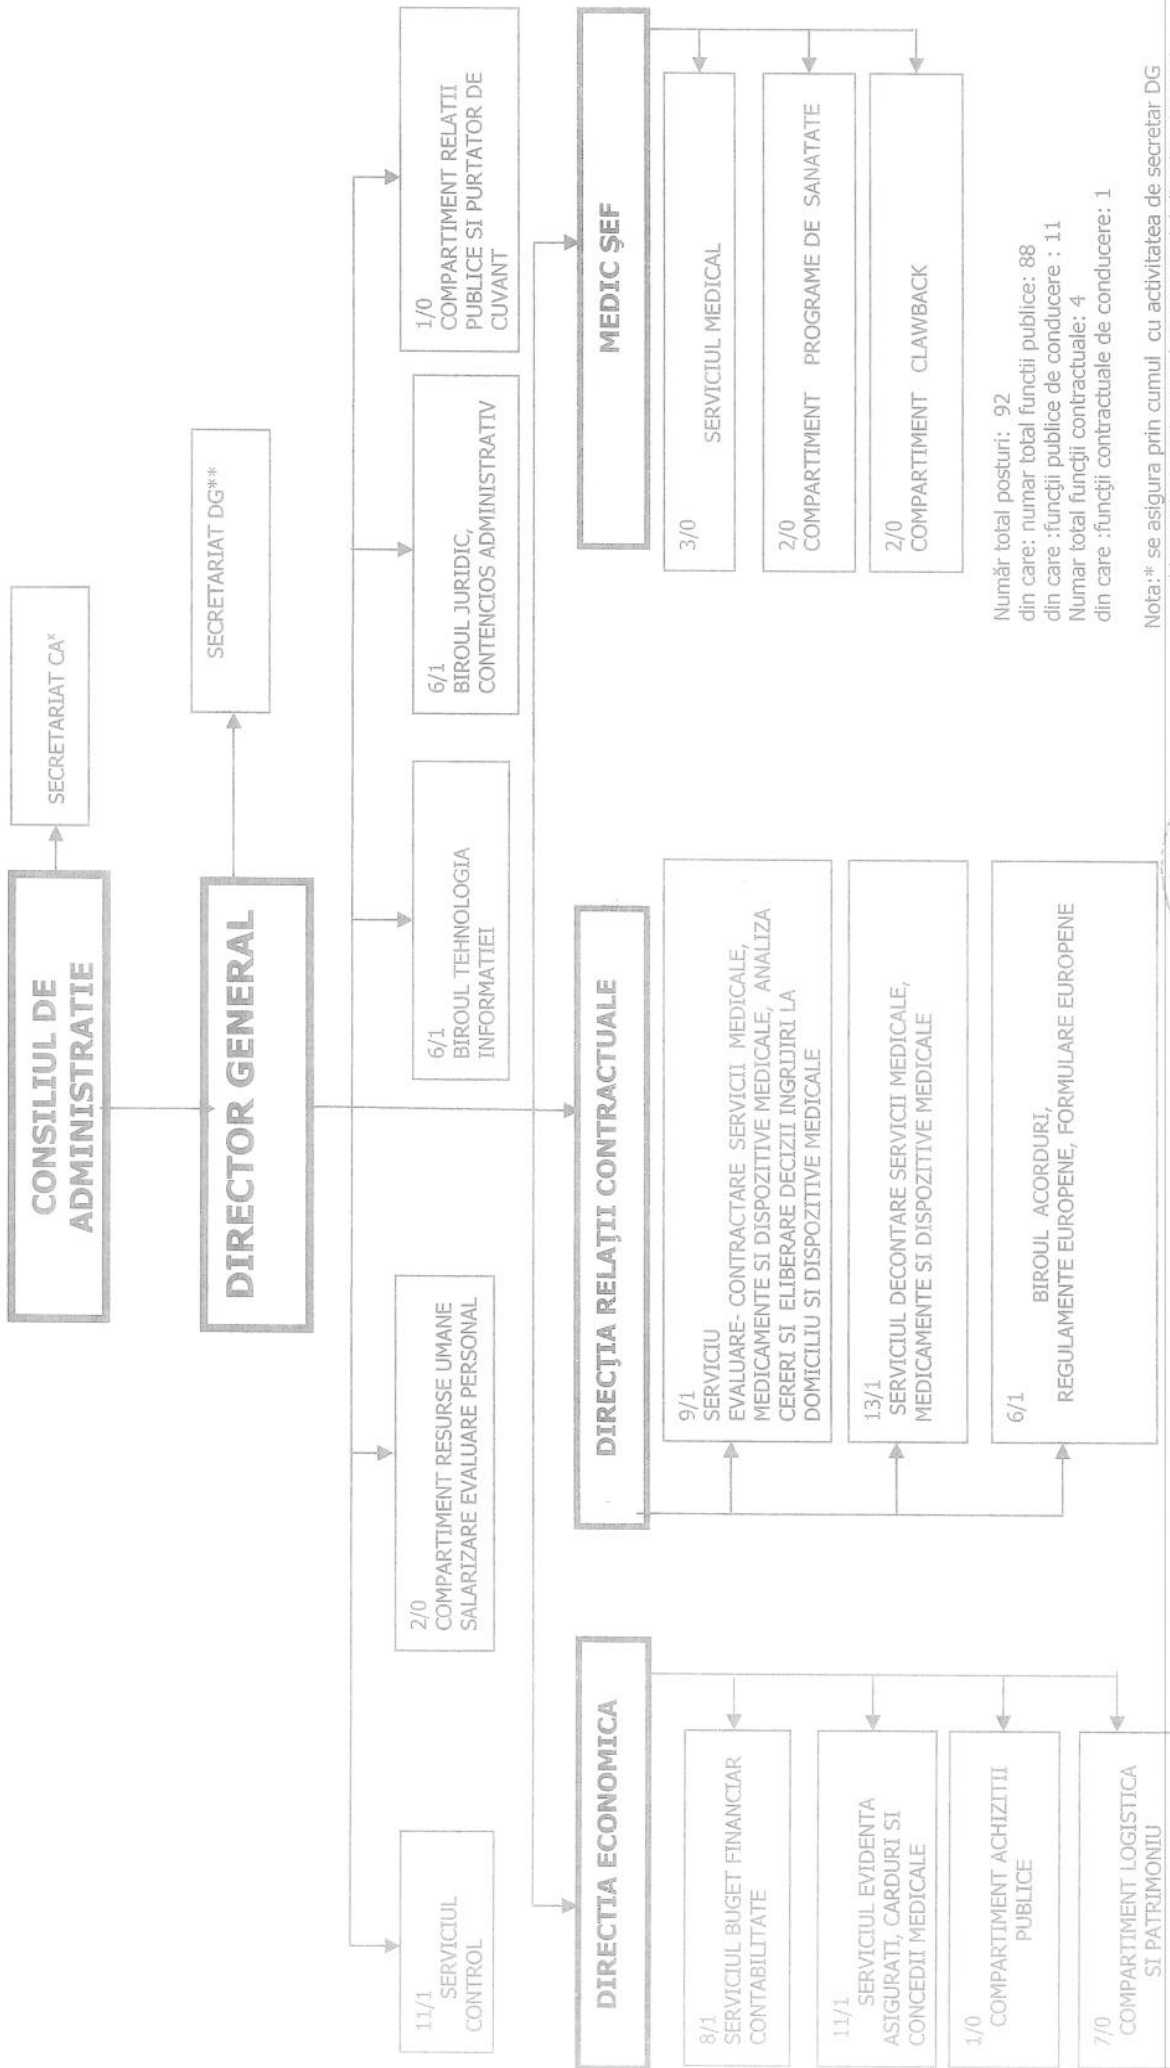 CONSILIUL DE
ADMINISTRATIE
SECRETARIAT CAˣ
DIRECTOR GENERAL
SECRETARIAT DG**
11/1
SERVICIUL
CONTROL
2/0
COMPARTIMENT RESURSE UMANE
SALARIZARE EVALUARE PERSONAL
6/1
BIROUL TEHNOLOGIA
INFORMATIEI
6/1
BIROUL JURIDIC,
CONTENCIOS ADMINISTRATIV
1/0
COMPARTIMENT RELATII
PUBLICE SI PURTATOR DE
CUVANT
DIRECTIA ECONOMICA
8/1
SERVICIUL BUGET FINANCIAR
CONTABILITATE
11/1
SERVICIUL EVIDENTA
ASIGURATI, CARDURI SI
CONCEDII MEDICALE
1/0
COMPARTIMENT ACHIZITII
PUBLICE
7/0
COMPARTIMENT LOGISTICA
SI PATRIMONIU
DIRECŢIA RELAŢII CONTRACTUALE
9/1
SERVICIU
EVALUARE- CONTRACTARE SERVICII MEDICALE,
MEDICAMENTE SI DISPOZITIVE MEDICALE, ANALIZA
CERERI SI ELIBERARE DECIZII INGRIJIRI LA
DOMICILIU SI DISPOZITIVE MEDICALE
13/1
SERVICIUL DECONTARE SERVICII MEDICALE,
MEDICAMENTE SI DISPOZITIVE MEDICALE
6/1
BIROUL ACORDURI,
REGULAMENTE EUROPENE, FORMULARE EUROPENE
MEDIC ŞEF
3/0
SERVICIUL MEDICAL
2/0
COMPARTIMENT PROGRAME DE SANATATE
2/0
COMPARTIMENT CLAWBACK
Număr total posturi: 92
din care: numar total functii publice: 88
din care :funcţii publice de conducere : 11
Numar total funcţii contractuale: 4
din care :funcţii contractuale de conducere: 1
Nota:* se asigura prin cumul cu activitatea de secretar DG